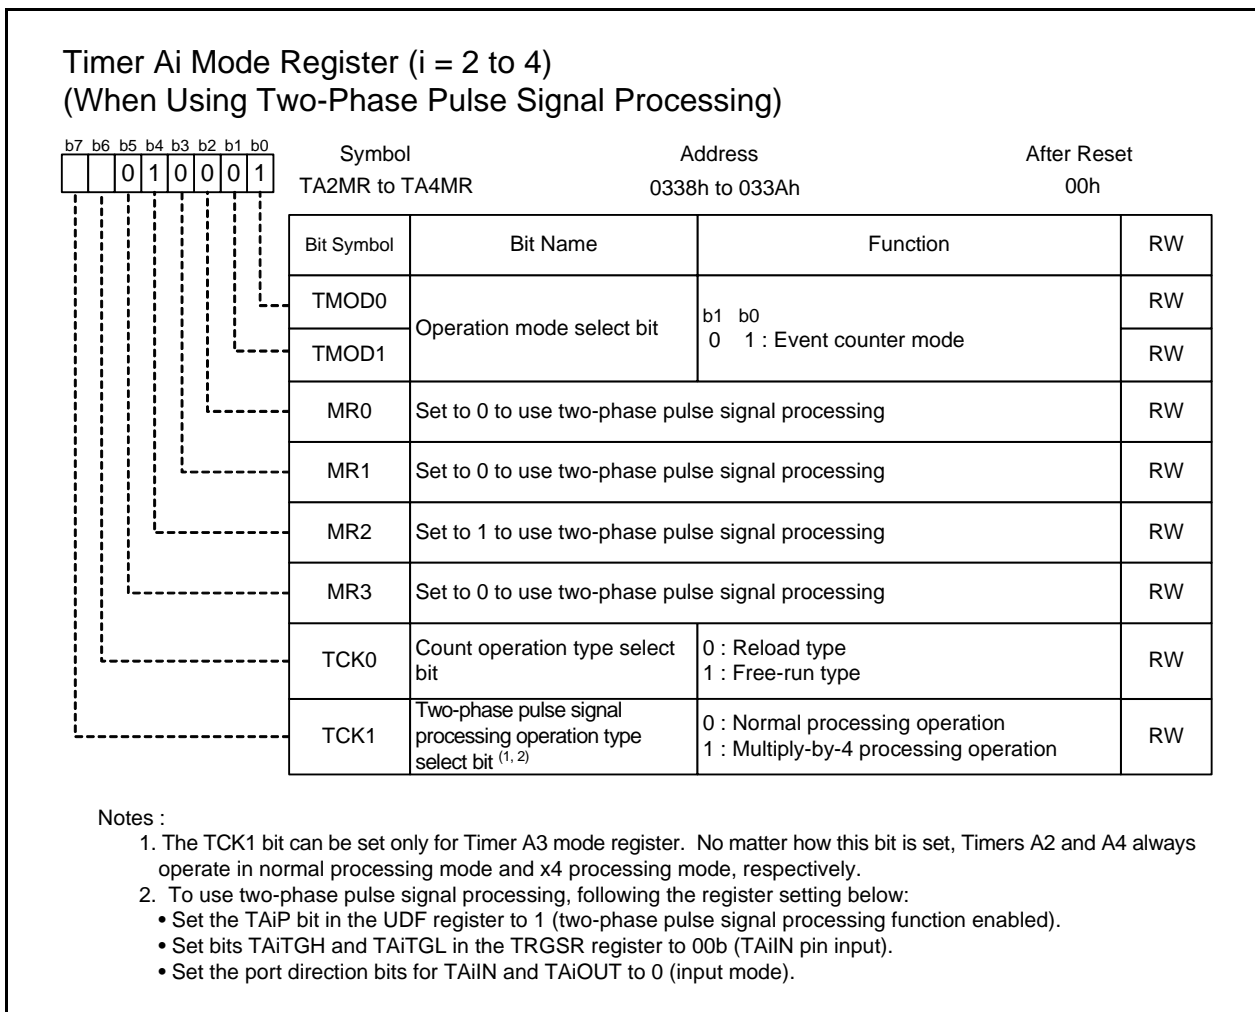 Timer Ai Mode Register (i = 2 to 4)
(When Using Two-Phase Pulse Signal Processing)
b7 b6 b5 b4 b3 b2 b1 b0
0 1 0 0 0 1
Symbol Address After Reset
TA2MR to TA4MR 0338h to 033Ah 00h
Bit Symbol Bit Name Function RW
TMOD0 RW
Operation mode select bit
b1 b0
0 1 : Event counter mode
TMOD1 RW
MR0 Set to 0 to use two-phase pulse signal processing RW
MR1 Set to 0 to use two-phase pulse signal processing RW
MR2 Set to 1 to use two-phase pulse signal processing RW
MR3 Set to 0 to use two-phase pulse signal processing RW
TCK0
Count operation type select
bit
0 : Reload type
1 : Free-run type
RW
TCK1
Two-phase pulse signal
processing operation type
select bit (1, 2)
0 : Normal processing operation
1 : Multiply-by-4 processing operation
RW
Notes :
1. The TCK1 bit can be set only for Timer A3 mode register. No matter how this bit is set, Timers A2 and A4 always
operate in normal processing mode and x4 processing mode, respectively.
2. To use two-phase pulse signal processing, following the register setting below:
• Set the TAiP bit in the UDF register to 1 (two-phase pulse signal processing function enabled).
• Set bits TAiTGH and TAiTGL in the TRGSR register to 00b (TAiIN pin input).
• Set the port direction bits for TAiIN and TAiOUT to 0 (input mode).